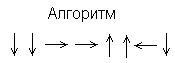 Алгоритм
↓ ↓ → → ↑ ↑ ← ↓